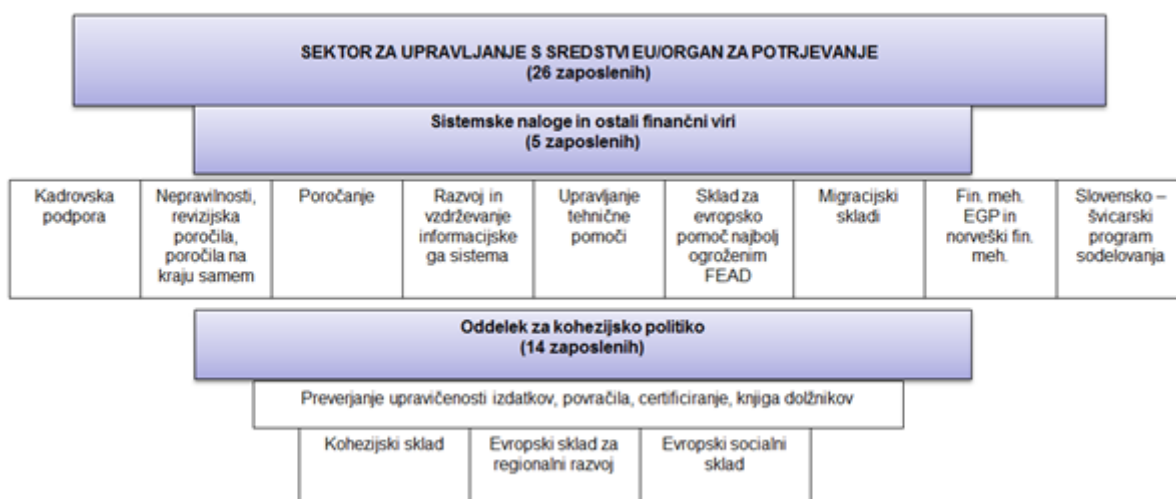 SEKTOR ZA UPRAVLJANJE S SREDSTVI EU/ORGAN ZA POTRJEVANJE
(26 zaposlenih)
Sistemske naloge in ostali finančni viri
(5 zaposlenih)
Kadrovska
podpora
Nepravilnosti,
revizijska
poročila,
poročila na
kraju samem
Poročanje
Razvoj in
vzdrževanje
informacijske
ga sistema
Upravljanje
tehnične
pomoči
Sklad za
evropsko
pomoč najbolj
ogroženim
FEAD
Migracijski
skladi
Fin. meh.
EGP in
norveški fin.
meh.
Slovensko –
švicarski
program
sodelovanja
Oddelek za kohezijsko politiko
(14 zaposlenih)
Preverjanje upravičenosti izdatkov, povračila, certificiranje, knjiga dolžnikov
Kohezijski sklad
Evropski sklad za
regionalni razvoj
Evropski socialni
sklad